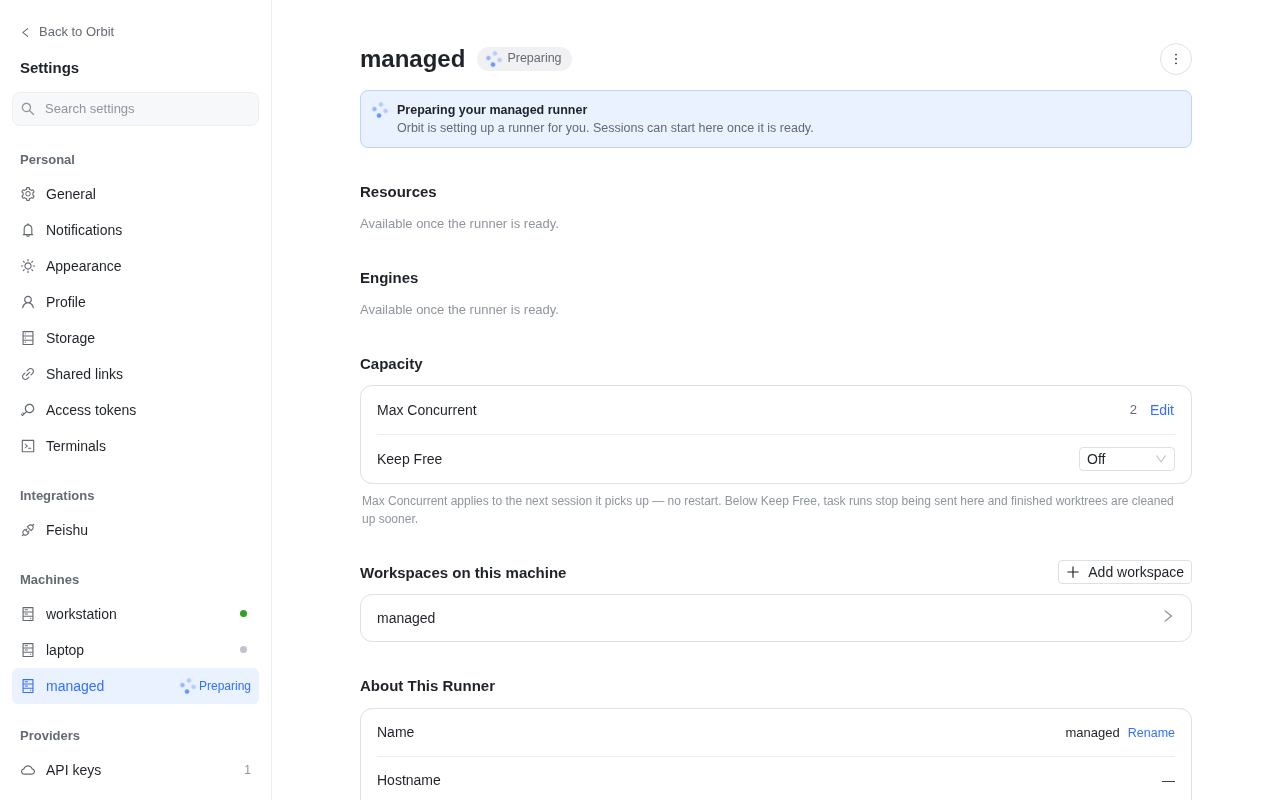 Back to Orbit
Settings
Search settings
Personal
General
Notifications
Appearance
Profile
Storage
Shared links
Access tokens
Terminals
Integrations
Feishu
Machines
workstation
laptop
managed Preparing
Providers
API keys 1
managed Preparing
Preparing your managed runner
Orbit is setting up a runner for you. Sessions can start here once it is ready.
Resources
Available once the runner is ready.
Engines
Available once the runner is ready.
Capacity
Max Concurrent 2 Edit
Keep Free Off
Max Concurrent applies to the next session it picks up — no restart. Below Keep Free, task runs stop being sent here and finished worktrees are cleaned
up sooner.
Workspaces on this machine Add workspace
managed
About This Runner
Name managed Rename
Hostname —